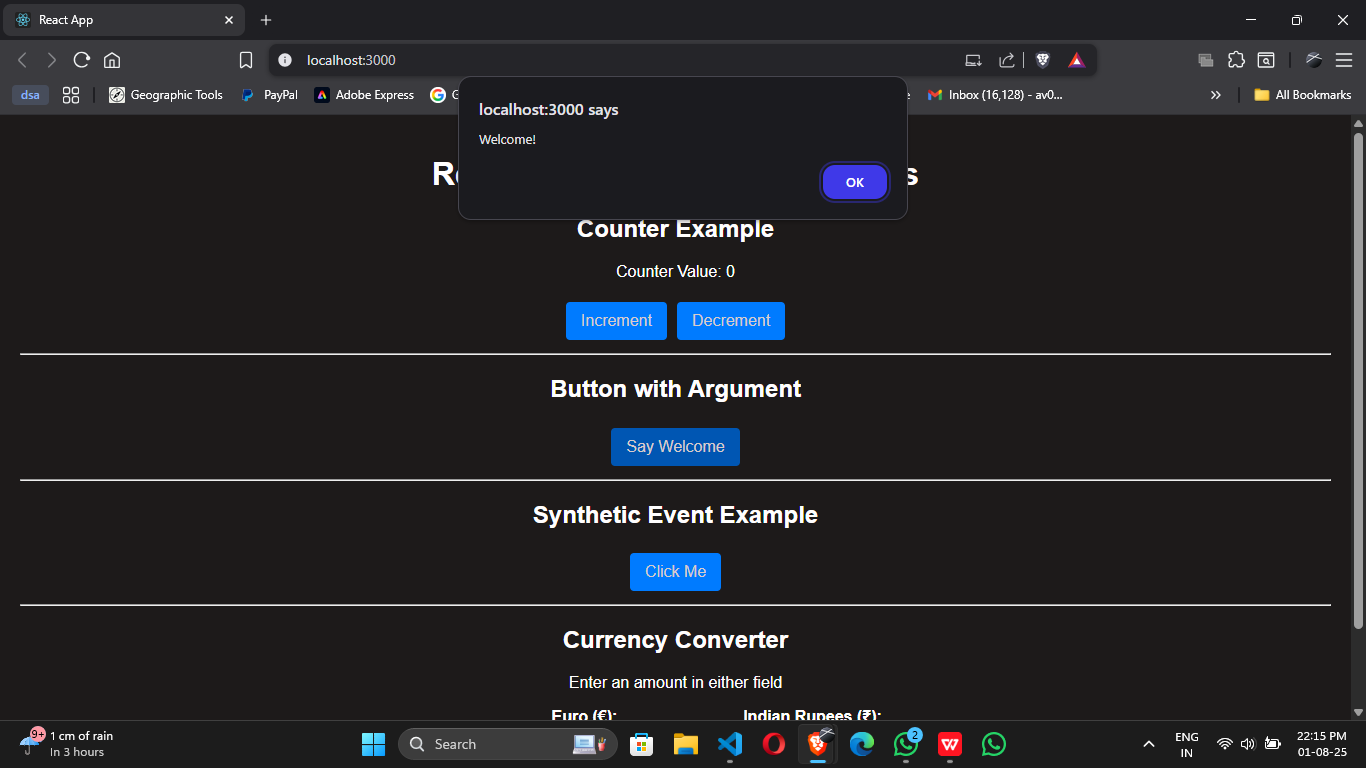 React App
localhost:3000
dsa
Geographic Tools
PayPal
Adobe Express
Inbox (16,128) - av0...
All Bookmarks
localhost:3000 says
Welcome!
OK
Counter Example
Counter Value: 0
Increment
Decrement
Button with Argument
Say Welcome
Synthetic Event Example
Click Me
Currency Converter
Enter an amount in either field
Euro (€):
Indian Rupees (₹):
9+
1 cm of rain
In 3 hours
Search
2
ENG
IN
22:15 PM
01-08-25